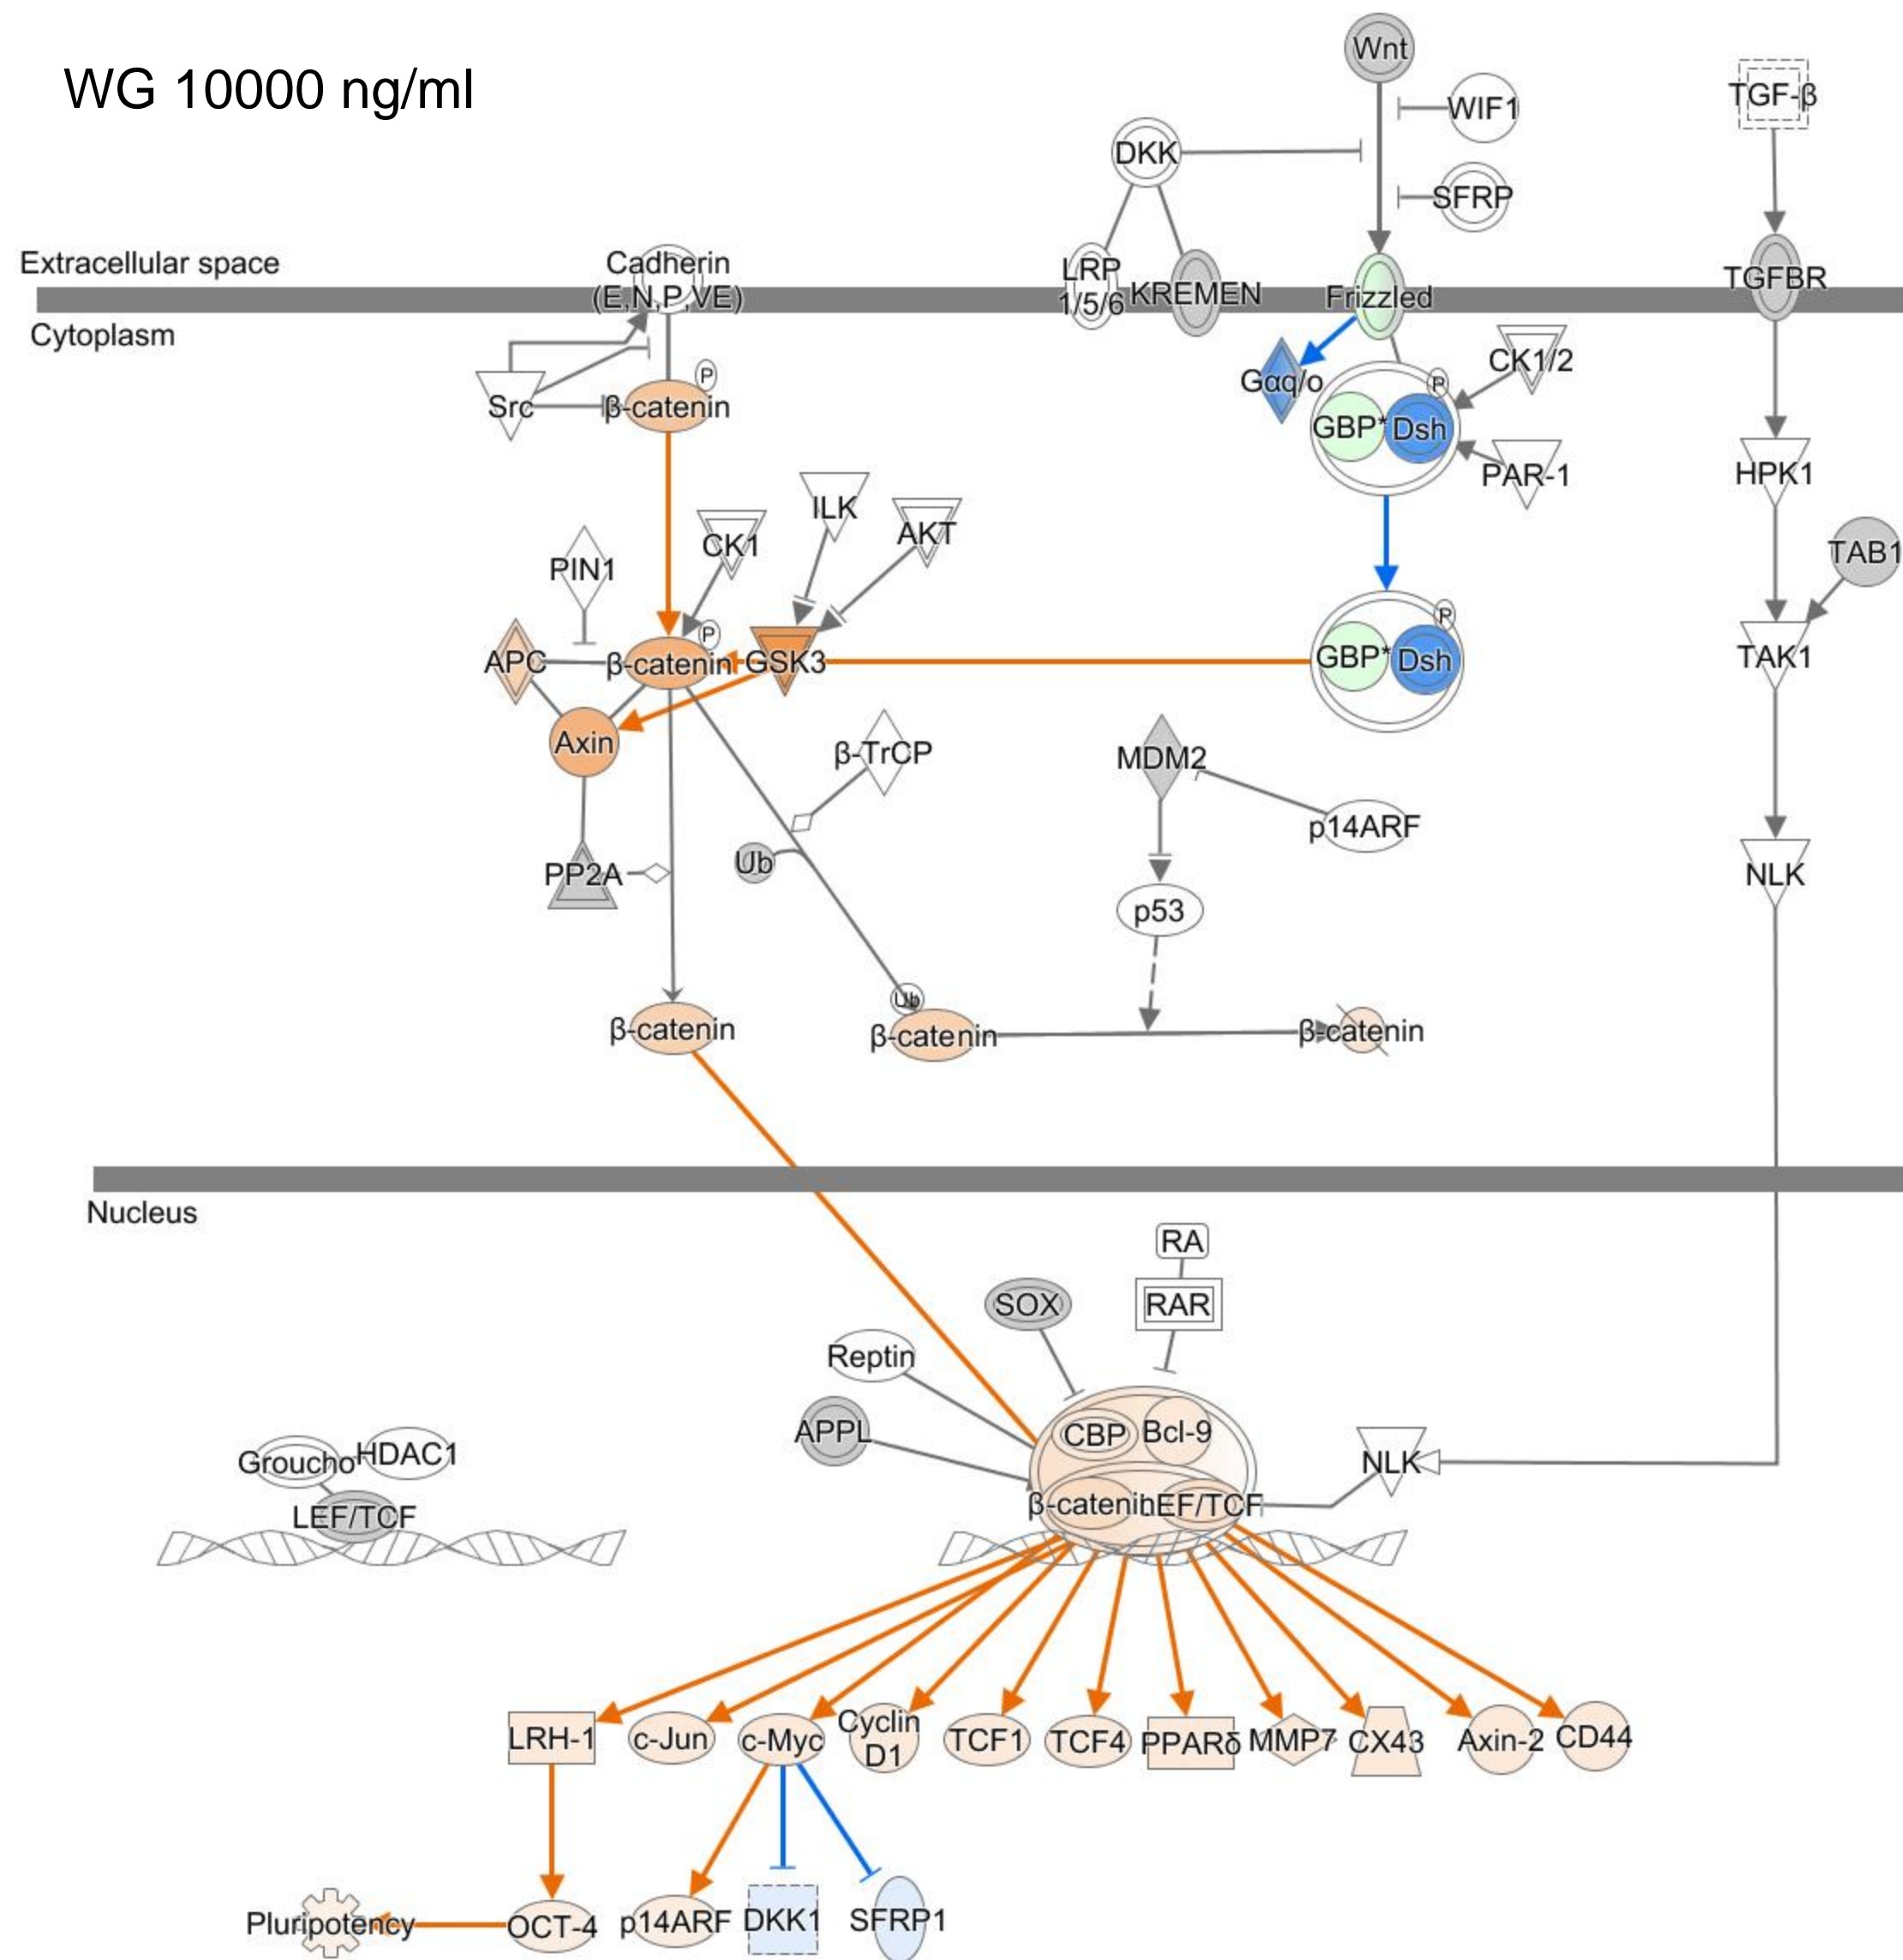 WG 10000 ng/ml
Wnt
WIF1
TGF-β
DKK
SFRP
Extracellular space
Cadherin
(E,N,P,VE)
LRP
1/5/6
KREMEN
Frizzled
TGFBR
Cytoplasm
Src
P
β-catenin
Gαq/o
CK1/2
P
GBP*
Dsh
PAR-1
HPK1
ILK
CK1
AKT
PIN1
TAB1
P
APC
β-catenin
GSK3
P
GBP*
Dsh
TAK1
Axin
β-TrCP
MDM2
p14ARF
Ub
PP2A
NLK
p53
Ub
β-catenin
β-catenin
β-catenin
Nucleus
RA
SOX
RAR
Reptin
APPL
CBP
Bcl-9
Groucho
HDAC1
NLK
LEF/TCF
β-catenin
LEF/TCF
LRH-1
c-Jun
c-Myc
Cyclin
D1
TCF1
TCF4
PPARδ
MMP7
CX43
Axin-2
CD44
Pluripotency
OCT-4
p14ARF
DKK1
SFRP1